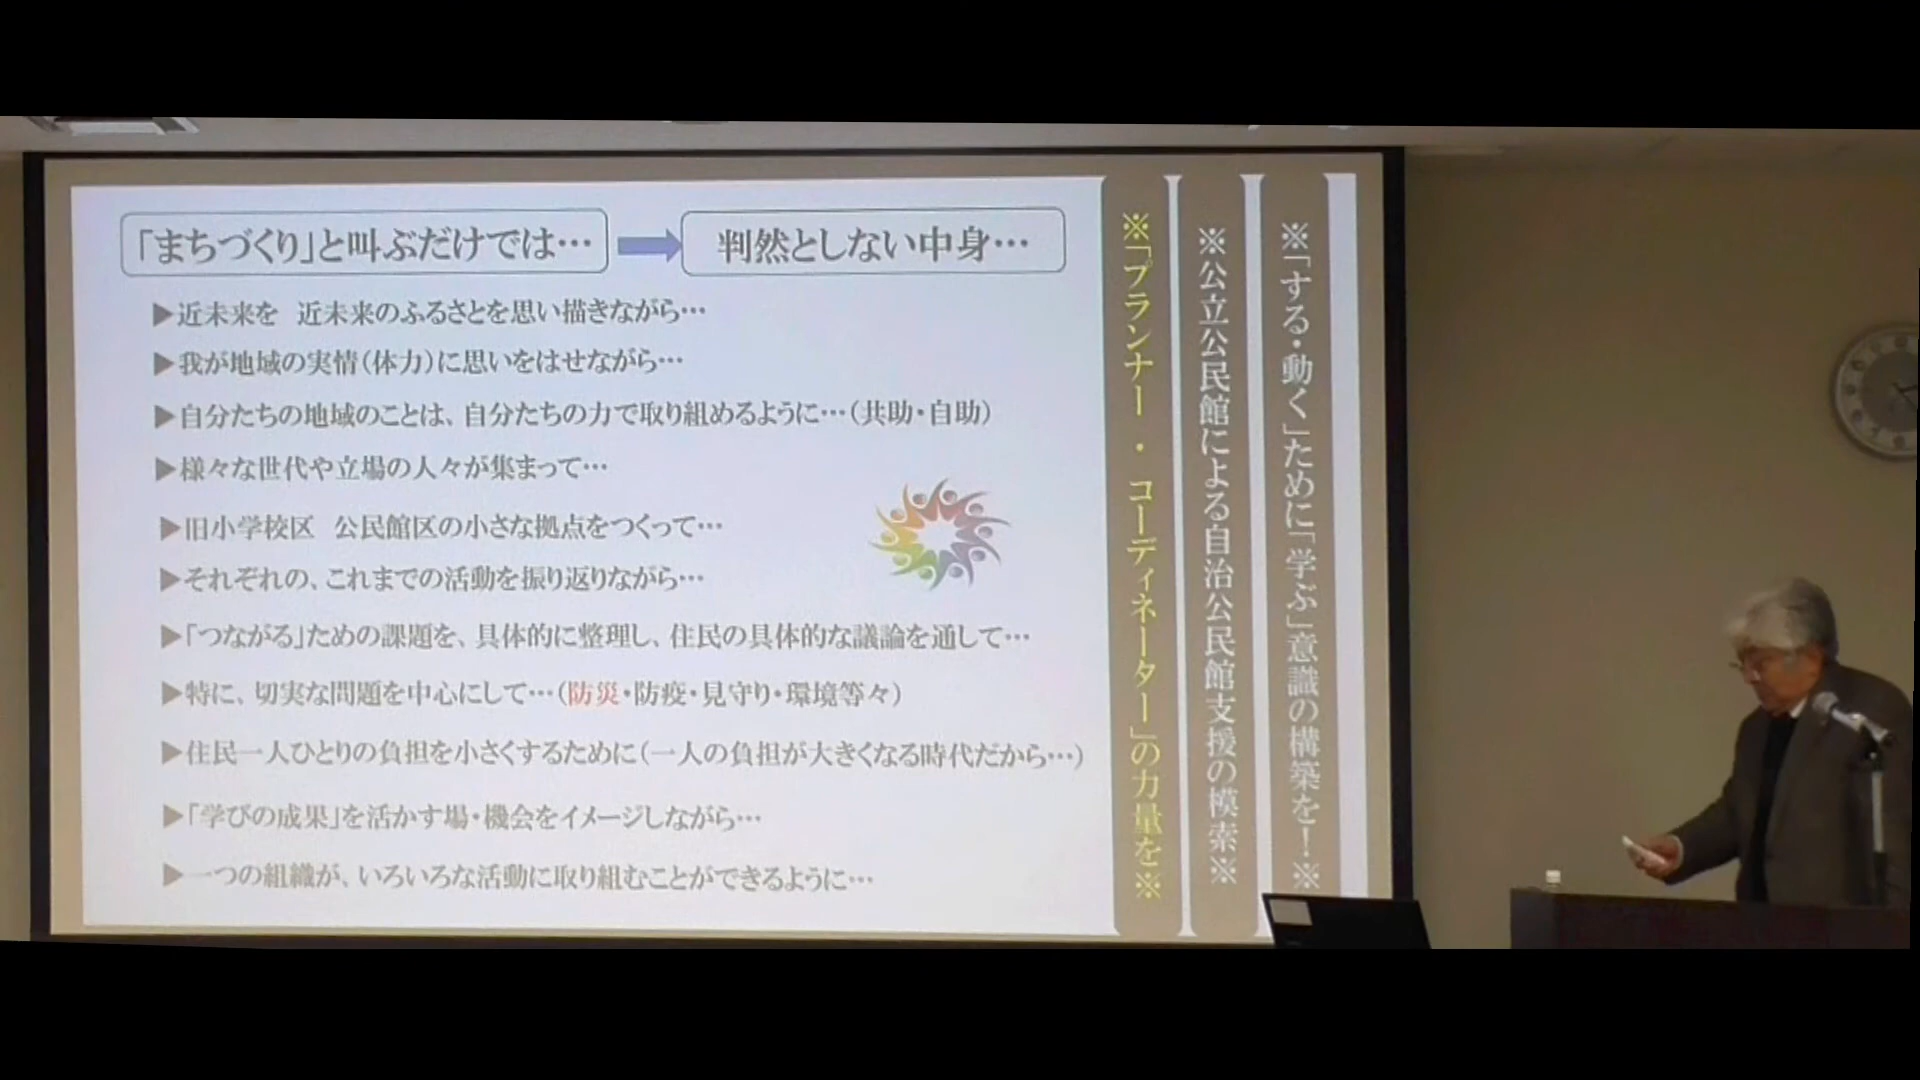 「まちづくり」と叫ぶだけでは…
判然としない中身…
▶近未来を　近未来のふるさとを思い描きながら…
▶我が地域の実情（体力）に思いをはせながら…
▶自分たちの地域のことは、自分たちの力で取り組めるように…（共助・自助）
▶様々な世代や立場の人々が集まって…
▶旧小学校区　公民館区の小さな拠点をつくって…
▶それぞれの、これまでの活動を振り返りながら…
▶「つながる」ための課題を、具体的に整理し、住民の具体的な議論を通して…
▶特に、切実な問題を中心にして…（防災・防疫・見守り・環境等々）
▶住民一人ひとりの負担を小さくするために（一人の負担が大きくなる時代だから…）
▶「学びの成果」を活かす場・機会をイメージしながら…
▶一つの組織が、いろいろな活動に取り組むことができるように…
※「する・動く」ために「学ぶ」意識の構築を！※
※公立公民館による自治公民館支援の模索※
※「プランナー・コーディネーター」の力量を※